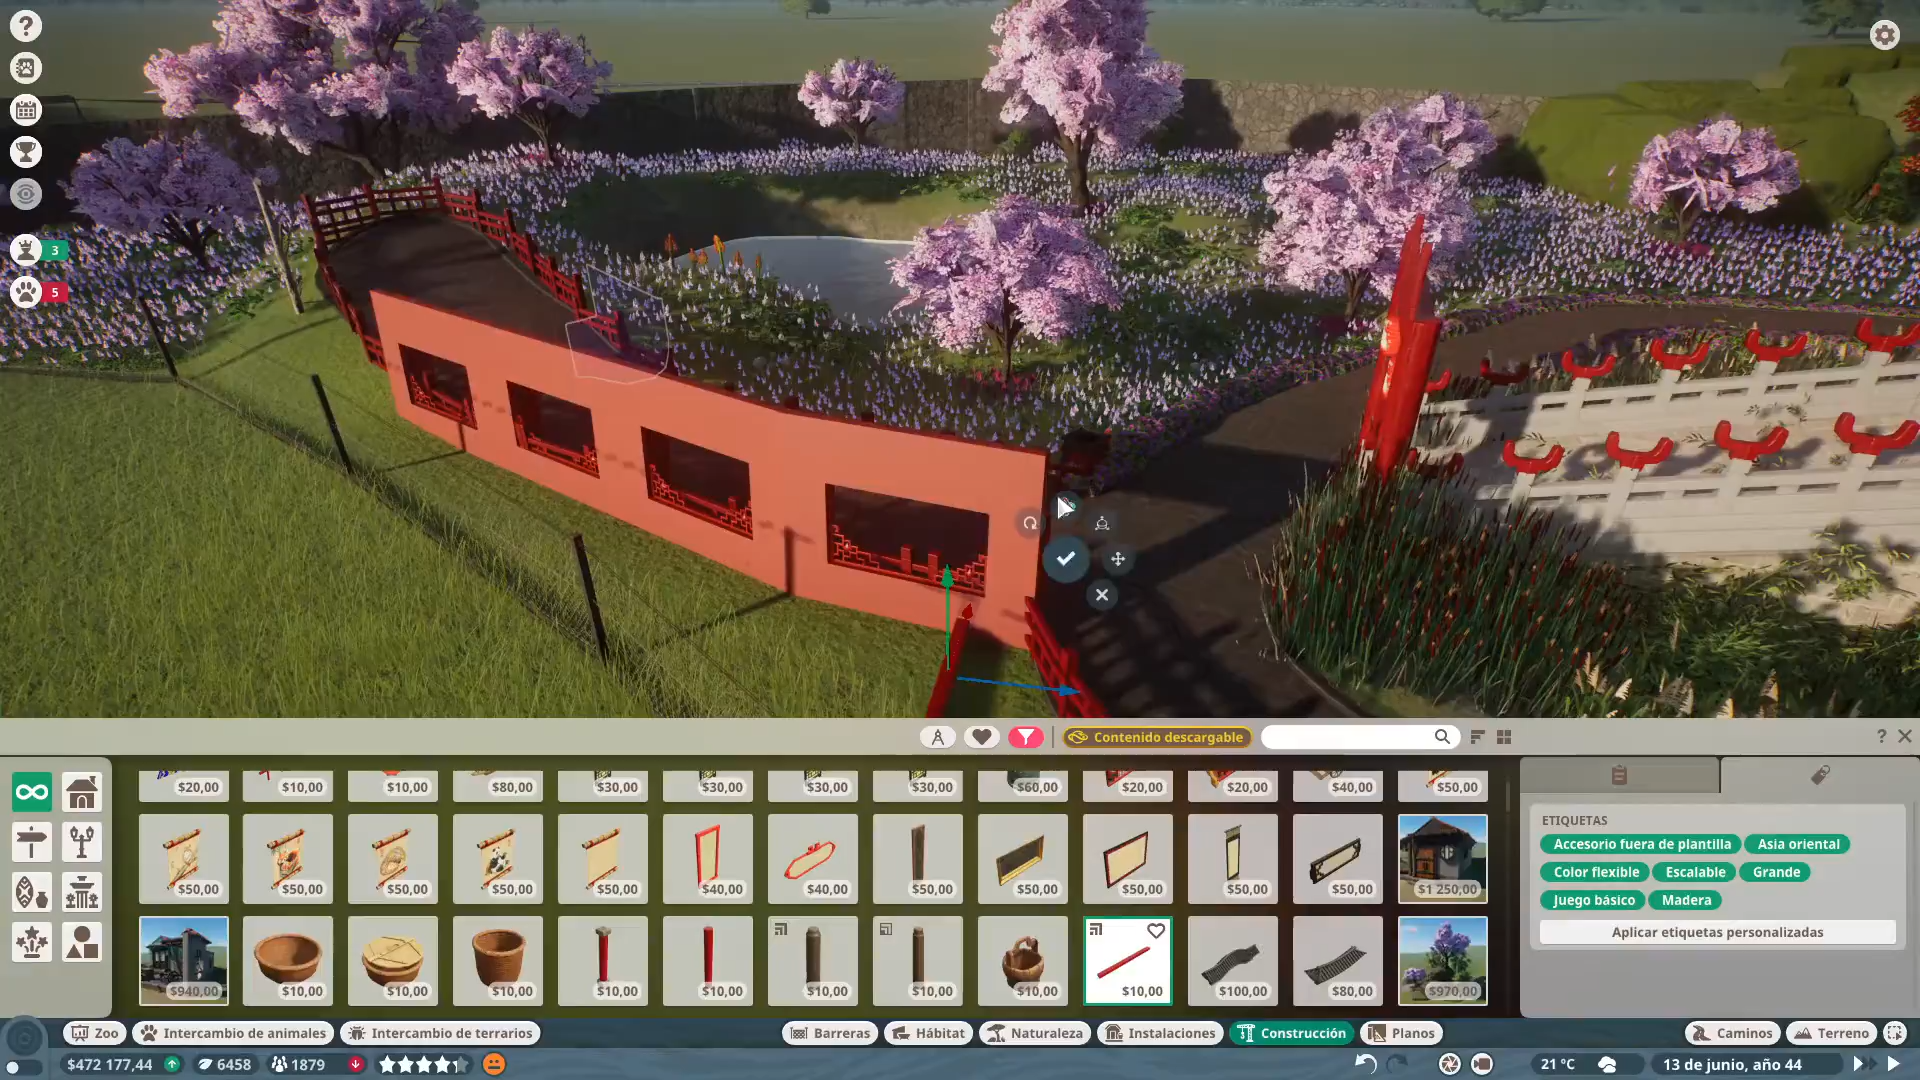 3
5
Contenido descargable
$20,00 $10,00 $10,00 $80,00 $30,00 $30,00 $30,00 $30,00 $60,00 $20,00 $20,00 $40,00 $50,00
$50,00 $50,00 $50,00 $50,00 $50,00 $40,00 $40,00 $50,00 $50,00 $50,00 $50,00 $50,00 $1 250,00
$940,00 $10,00 $10,00 $10,00 $10,00 $10,00 $10,00 $10,00 $10,00 $10,00 $100,00 $80,00 $970,00
ETIQUETAS
Accesorio fuera de plantilla Asia oriental
Color flexible Escalable Grande
Juego básico Madera
Aplicar etiquetas personalizadas
Zoo Intercambio de animales Intercambio de terrarios Barreras Hábitat Naturaleza Instalaciones Construcción Planos Caminos Terreno
$472 177,44 6458 1879 21 °C 13 de junio, año 44